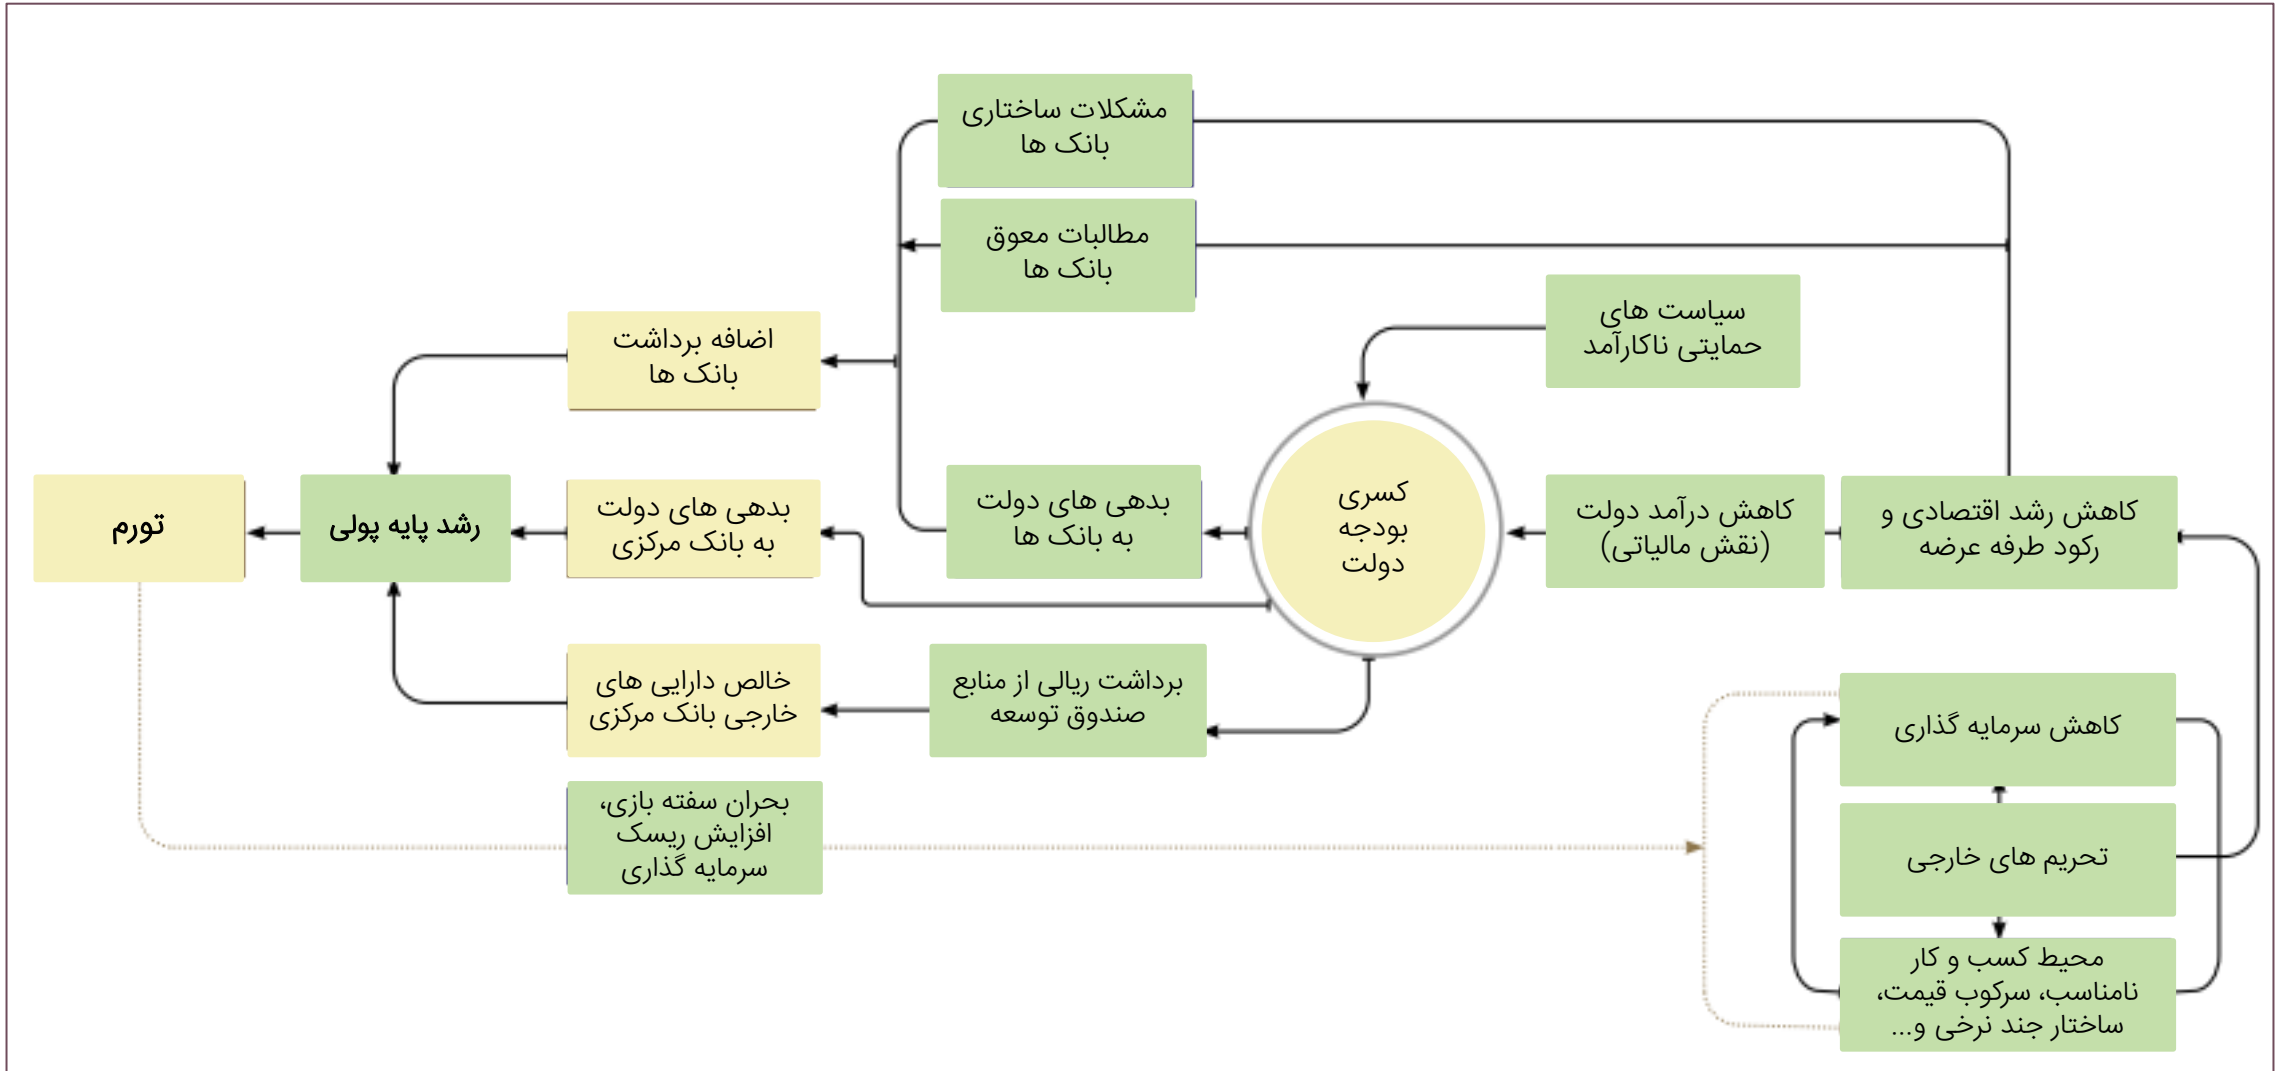 مشکلات ساختاری
بانک ها
مطالبات معوق
بانک ها
سیاست های
حمایتی ناکارآمد
اضافه برداشت
بانک ها
کسری
بودجه
دولت
کاهش رشد اقتصادی و
رکود طرفه عرضه
کاهش درآمد دولت
(نقش مالیاتی)
بدهی های دولت
به بانک ها
بدهی های دولت
به بانک مرکزی
رشد پایه پولی
تورم
برداشت ریالی از منابع
صندوق توسعه
خالص دارایی های
خارجی بانک مرکزی
کاهش سرمایه گذاری
بحران سفته بازی،
افزایش ریسک
سرمایه گذاری
تحریم های خارجی
محیط کسب و کار
نامناسب، سرکوب قیمت،
ساختار جند نرخی و...